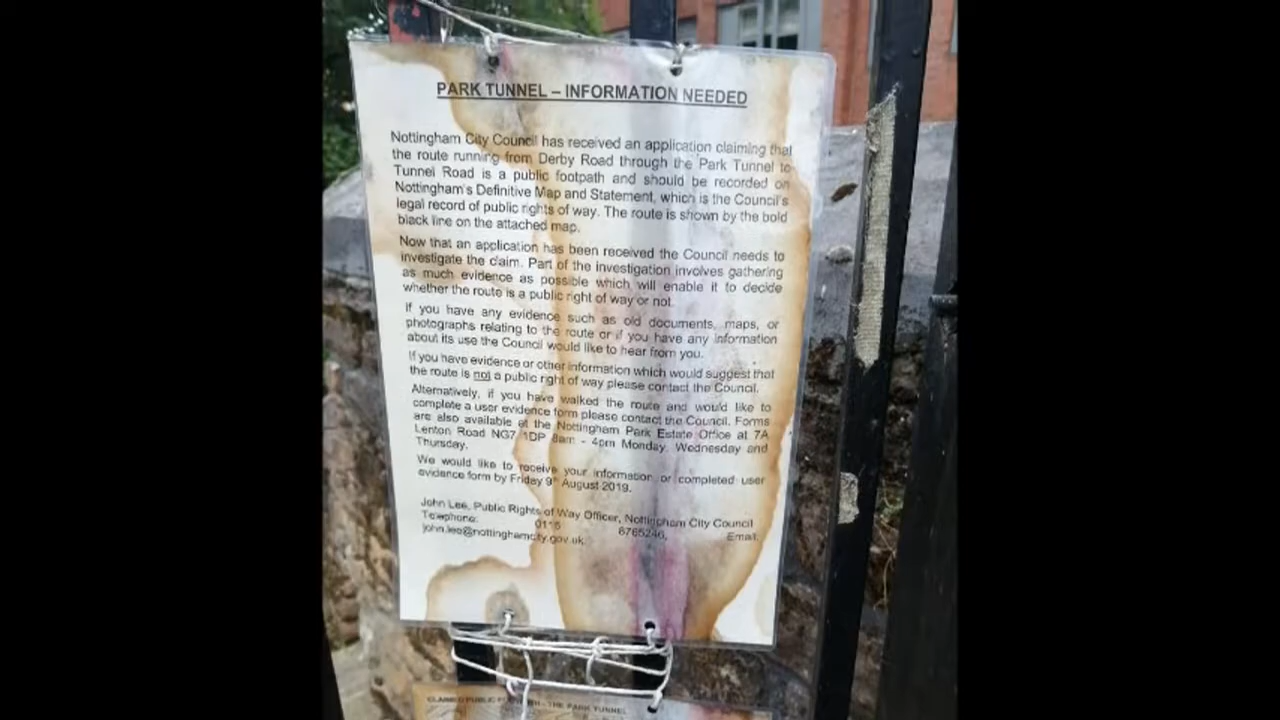 PARK TUNNEL – INFORMATION NEEDED
Nottingham City Council has received an application claiming that
the route running from Derby Road through the Park Tunnel to
Tunnel Road is a public footpath and should be recorded on
Nottingham's Definitive Map and Statement, which is the Council's
legal record of public rights of way. The route is shown by the bold
black line on the attached map.
Now that an application has been received the Council needs to
investigate the claim. Part of the investigation involves gathering
as much evidence as possible which will enable it to decide
whether the route is a public right of way or not.
If you have any evidence such as old documents, maps, or
photographs relating to the route or if you have any information
about its use the Council would like to hear from you.
If you have evidence or other information which would suggest that
the route is not a public right of way please contact the Council.
Alternatively, if you have walked the route and would like to
complete a user evidence form please contact the Council. Forms
are also available at the Nottingham Park Estate Office at 7A
Lenton Road NG7 1DP 8am - 4pm Monday, Wednesday and
Thursday.
We would like to receive your information or completed user
evidence form by Friday 9th August 2019.
John Lee, Public Rights of Way Officer, Nottingham City Council
Telephone: 0115 8765246, Email:
john.lee@nottinghamcity.gov.uk
CLAIMED PUBLIC - THE PARK TUNNEL